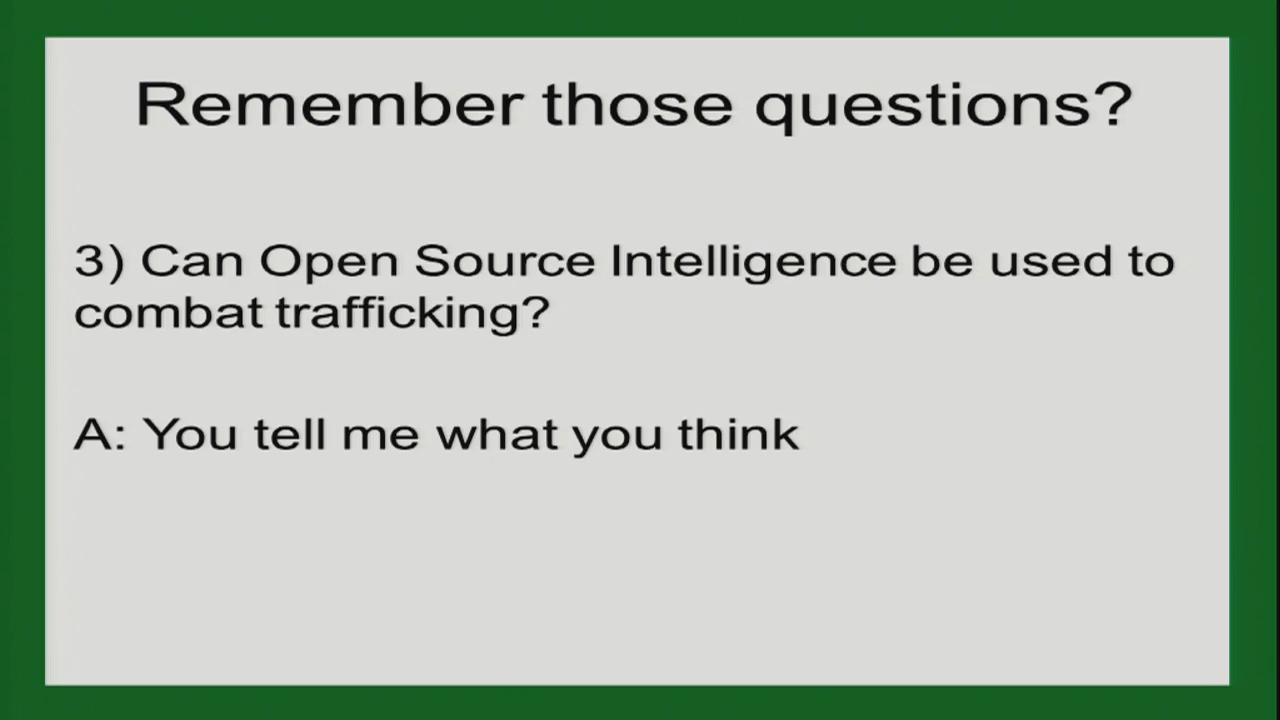 Remember those questions?
3) Can Open Source Intelligence be used to
combat trafficking?
A: You tell me what you think